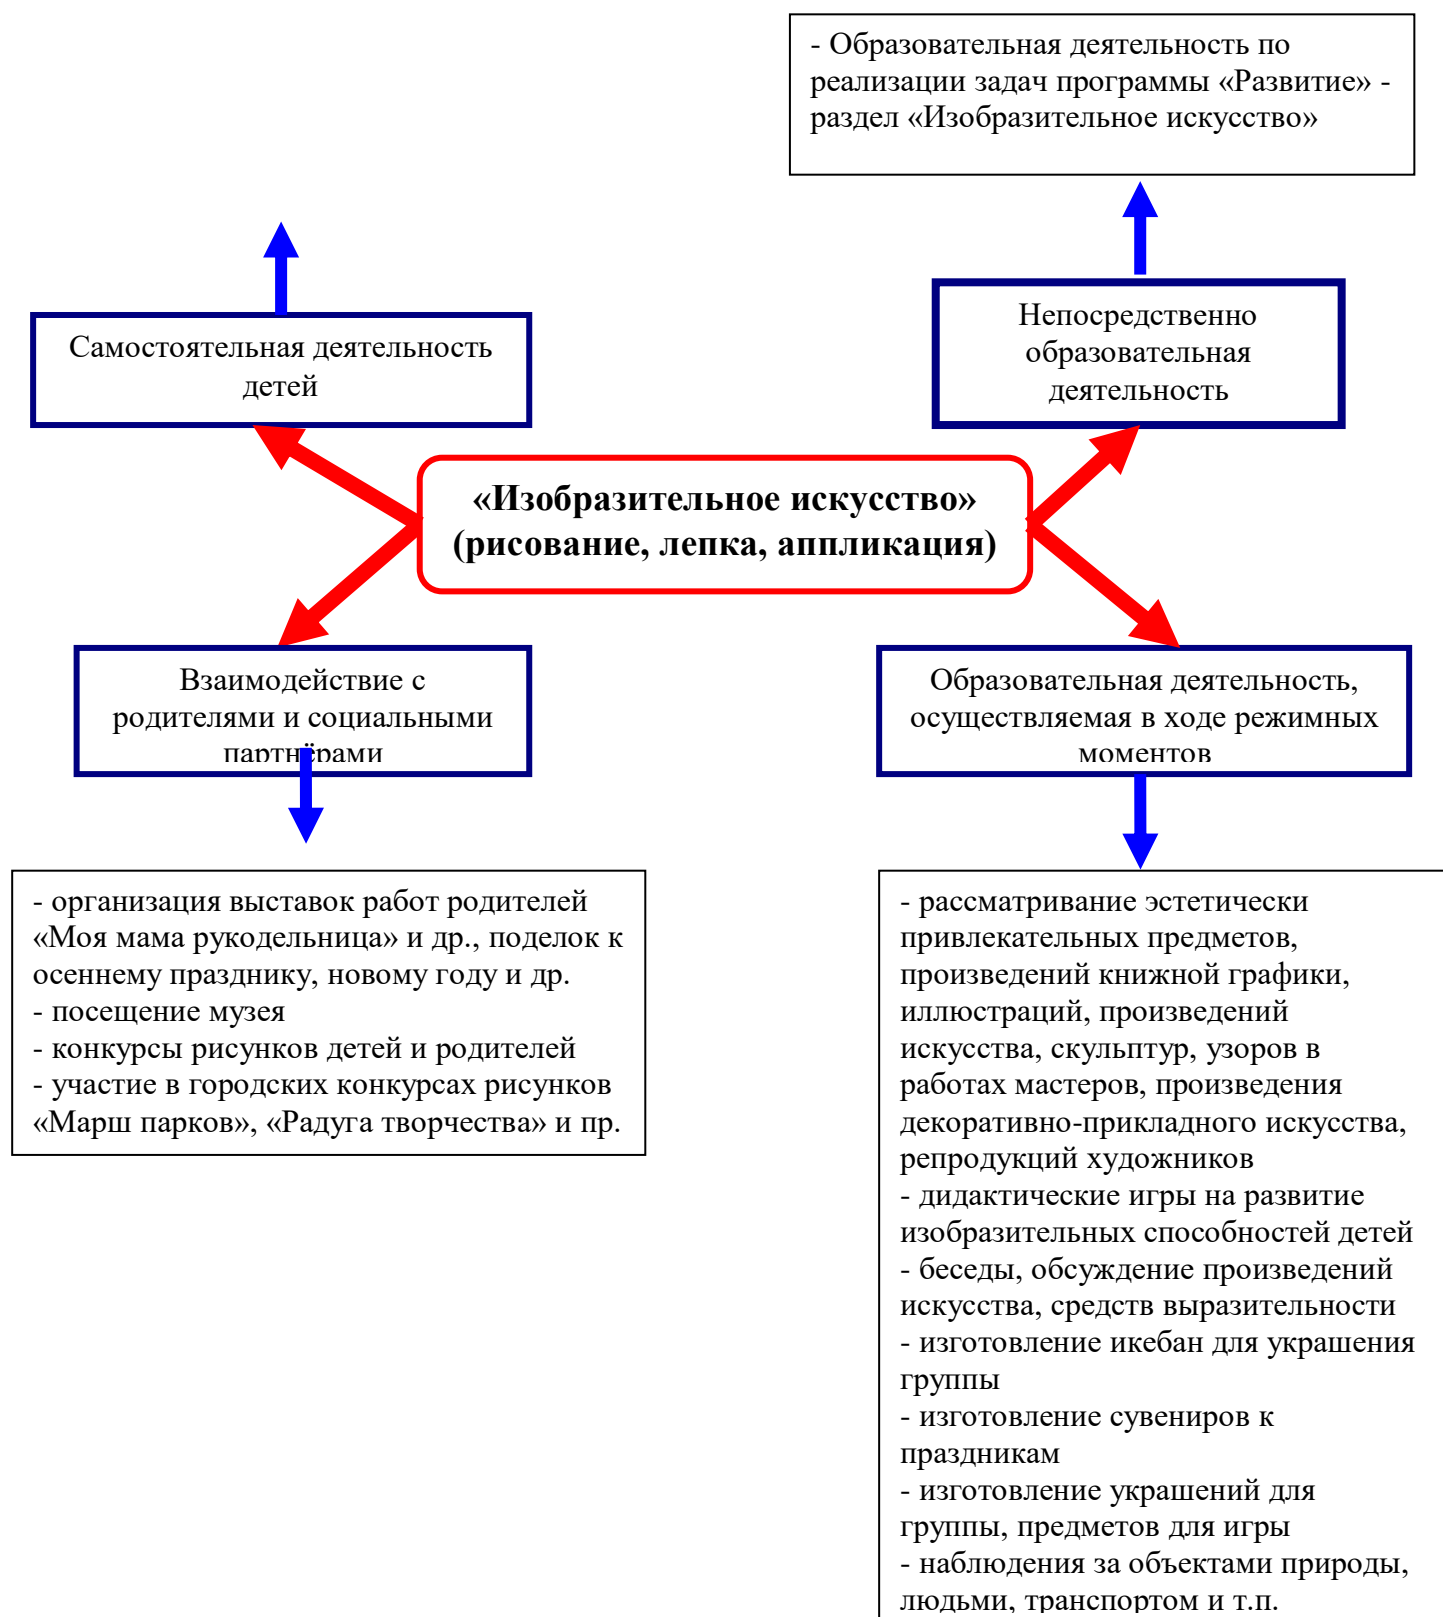 - Образовательная деятельность по
реализации задач программы «Развитие» -
раздел «Изобразительное искусство»
Самостоятельная деятельность
детей
Непосредственно
образовательная
деятельность
«Изобразительное искусство»
(рисование, лепка, аппликация)
Взаимодействие с
родителями и социальными
партнёрами
Образовательная деятельность,
осуществляемая в ходе режимных
моментов
- организация выставок работ родителей
«Моя мама рукодельница» и др., поделок к
осеннему празднику, новому году и др.
- посещение музея
- конкурсы рисунков детей и родителей
- участие в городских конкурсах рисунков
«Марш парков», «Радуга творчества» и пр.
- рассматривание эстетически
привлекательных предметов,
произведений книжной графики,
иллюстраций, произведений
искусства, скульптур, узоров в
работах мастеров, произведения
декоративно-прикладного искусства,
репродукций художников
- дидактические игры на развитие
изобразительных способностей детей
- беседы, обсуждение произведений
искусства, средств выразительности
- изготовление икебан для украшения
группы
- изготовление сувениров к
праздникам
- изготовление украшений для
группы, предметов для игры
- наблюдения за объектами природы,
людьми, транспортом и т.п.